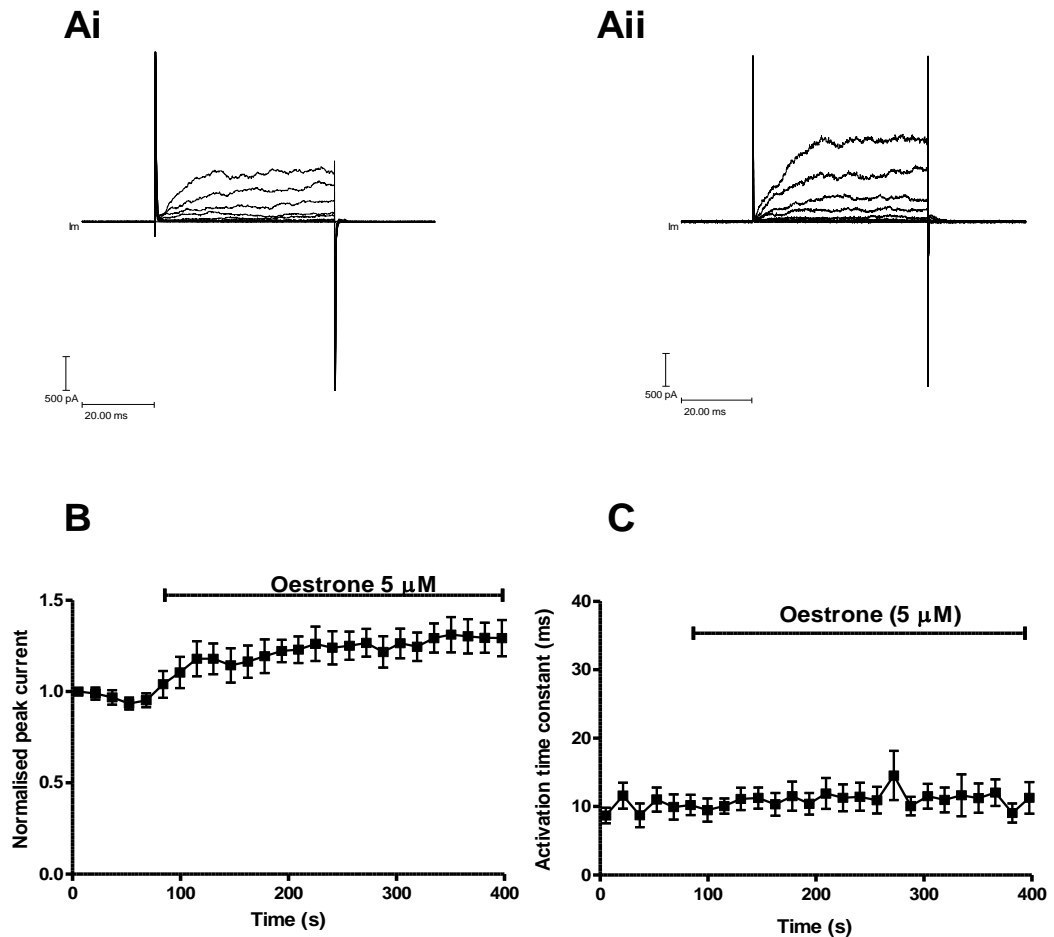 Ai
Aii
Im
500 pA
20.00 ms
Im
500 pA
20.00 ms
B
C
Oestrone 5 μM
Normalised peak current
1.5
1.0
0.5
0.0
0
100
200
300
400
Time (s)
Oestrone (5 μM)
Activation time constant (ms)
40
30
20
10
0
0
100
200
300
400
Time (s)